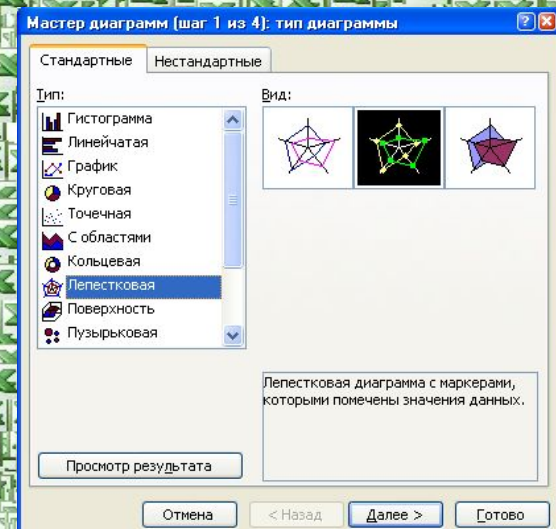 Мастер диаграмм (шаг 1 из 4): тип диаграммы
Стандартные Нестандартные
Тип:
Вид:
Гистограмма
Линейчатая
График
Круговая
Точечная
С областями
Кольцевая
Лепестковая
Поверхность
Пузырьковая
Лепестковая диаграмма с маркерами,
которыми помечены значения данных.
Просмотр результата
Отмена < Назад Далее > Готово